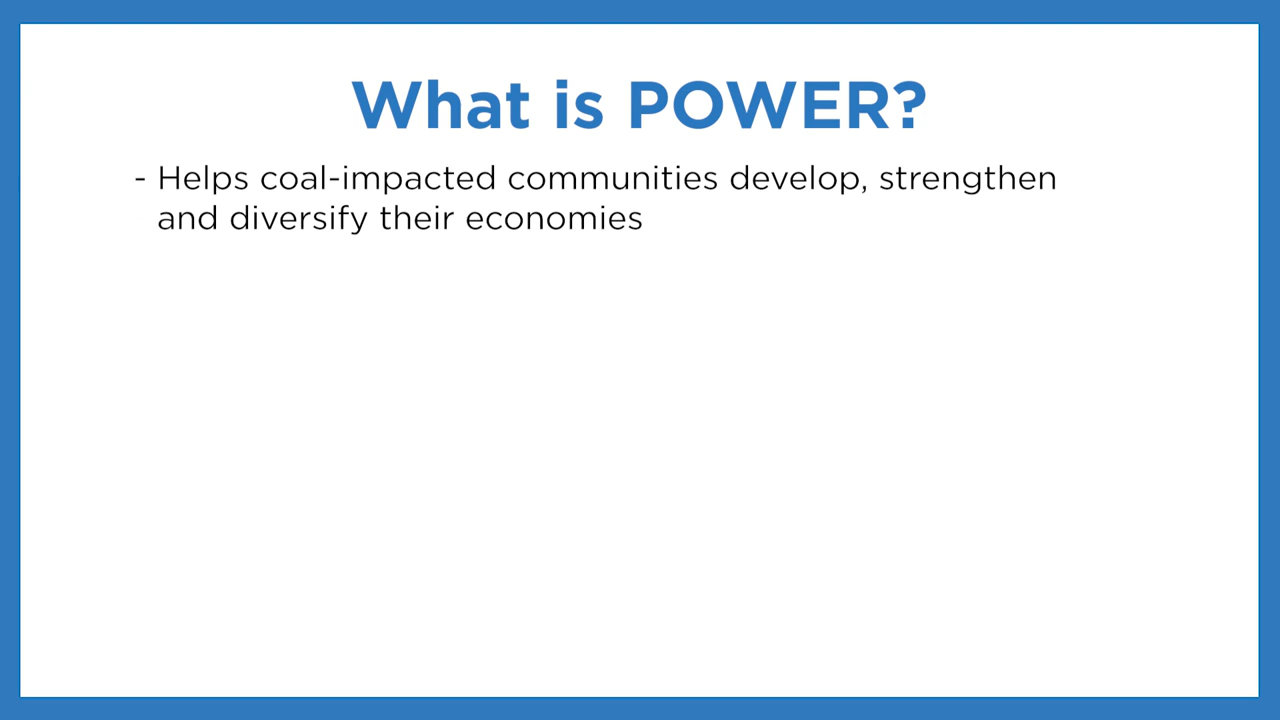 What is POWER?
- Helps coal-impacted communities develop, strengthen
and diversify their economies